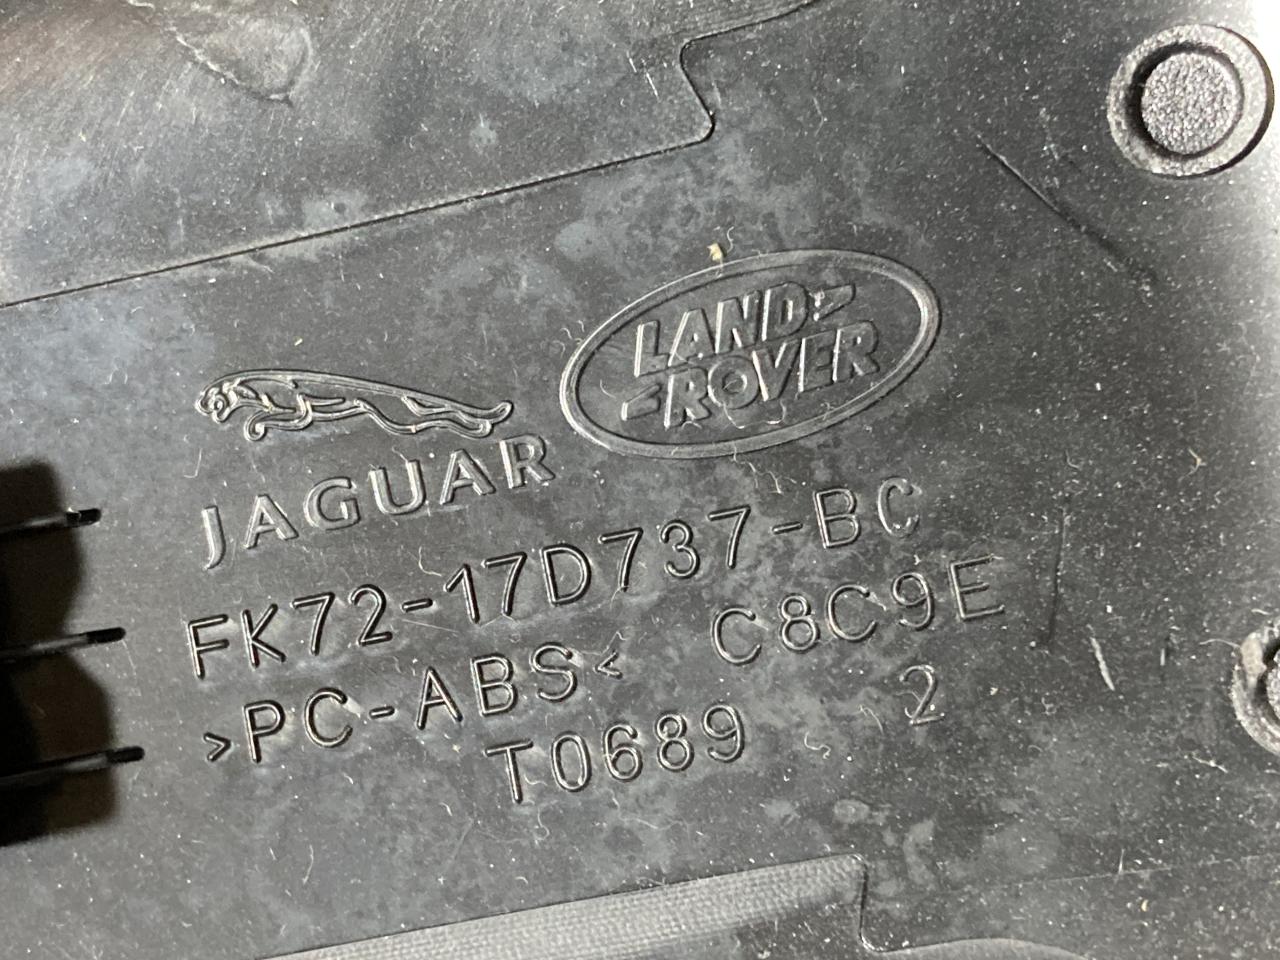 LAND
ROVER
JAGUAR
FK72-17D737-BC
>PC-ABS< C8C9E
T0689 2